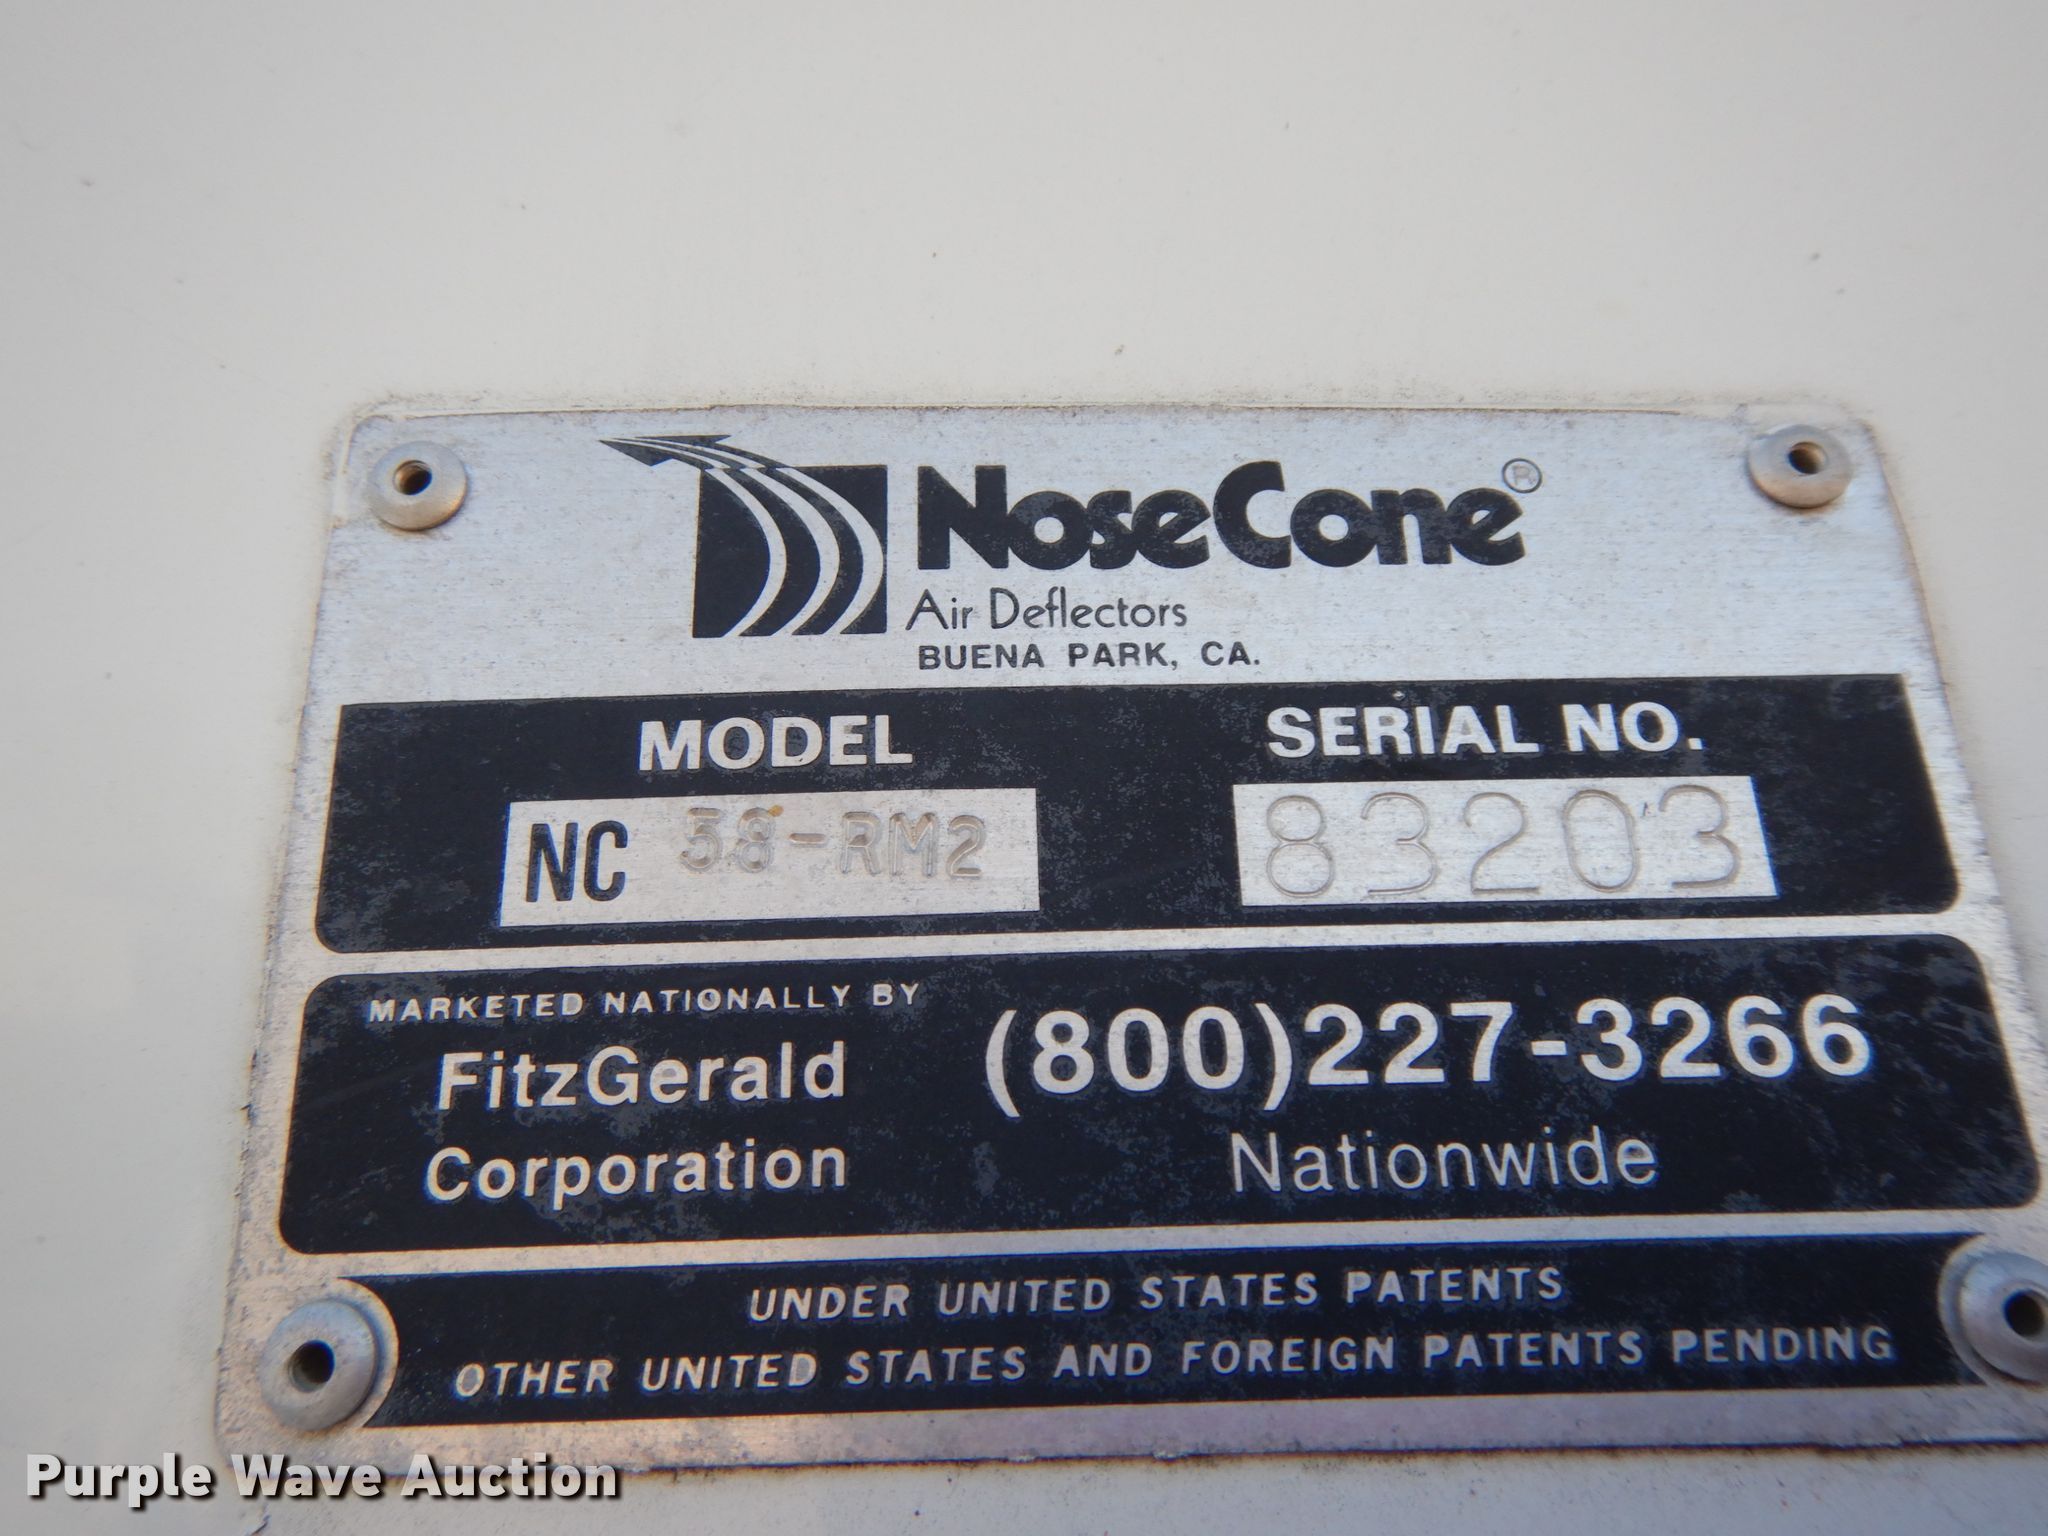 NoseCone®
Air Deflectors
BUENA PARK, CA.
MODEL
NC 38-RM2
SERIAL NO.
83203
MARKETED NATIONALLY BY
FitzGerald
Corporation
(800)227-3266
Nationwide
UNDER UNITED STATES PATENTS
OTHER UNITED STATES AND FOREIGN PATENTS PENDING
Purple Wave Auction